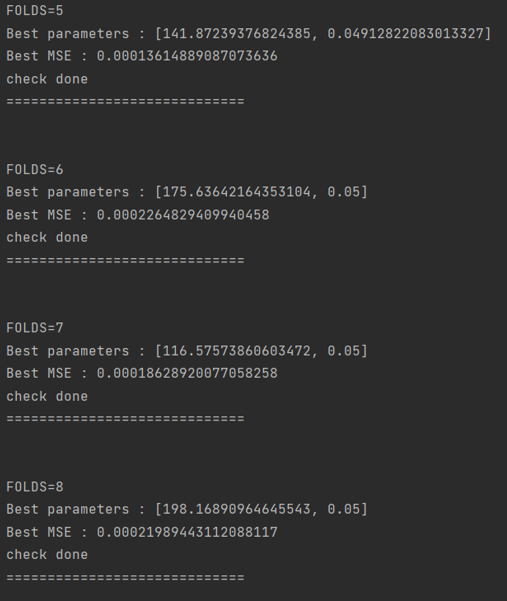 FOLDS=5
Best parameters : [141.87239376824385, 0.04912822083013327]
Best MSE : 0.00013614889087073636
check done
=============================
FOLDS=6
Best parameters : [175.63642164353104, 0.05]
Best MSE : 0.0002264829409940458
check done
=============================
FOLDS=7
Best parameters : [116.57573860603472, 0.05]
Best MSE : 0.00018628920077058258
check done
=============================
FOLDS=8
Best parameters : [198.16890964645543, 0.05]
Best MSE : 0.00021989443112088117
check done
=============================